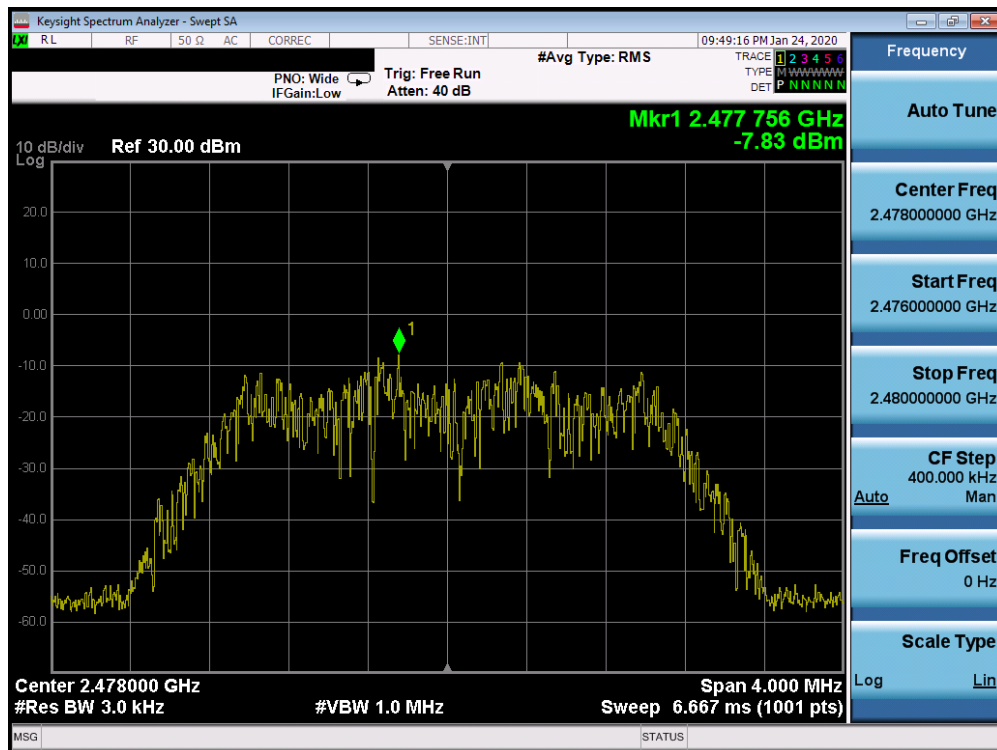 Keysight Spectrum Analyzer - Swept SA
LXI RL RF 50 Ω AC CORREC SENSE:INT 09:49:16 PM Jan 24, 2020
PNO: Wide Trig: Free Run #Avg Type: RMS TRACE 1 2 3 4 5 6
IFGain:Low Atten: 40 dB TYPE M W W W W W
DET P N N N N N
Mkr1 2.477 756 GHz
-7.83 dBm
10 dB/div Ref 30.00 dBm
Log
20.0
10.0
0.00
-10.0
-20.0
-30.0
-40.0
-50.0
-60.0
1
Center 2.478000 GHz Span 4.000 MHz
#Res BW 3.0 kHz #VBW 1.0 MHz Sweep 6.667 ms (1001 pts)
MSG STATUS
Frequency
Auto Tune
Center Freq
2.478000000 GHz
Start Freq
2.476000000 GHz
Stop Freq
2.480000000 GHz
CF Step
400.000 kHz
Auto Man
Freq Offset
0 Hz
Scale Type
Log Lin